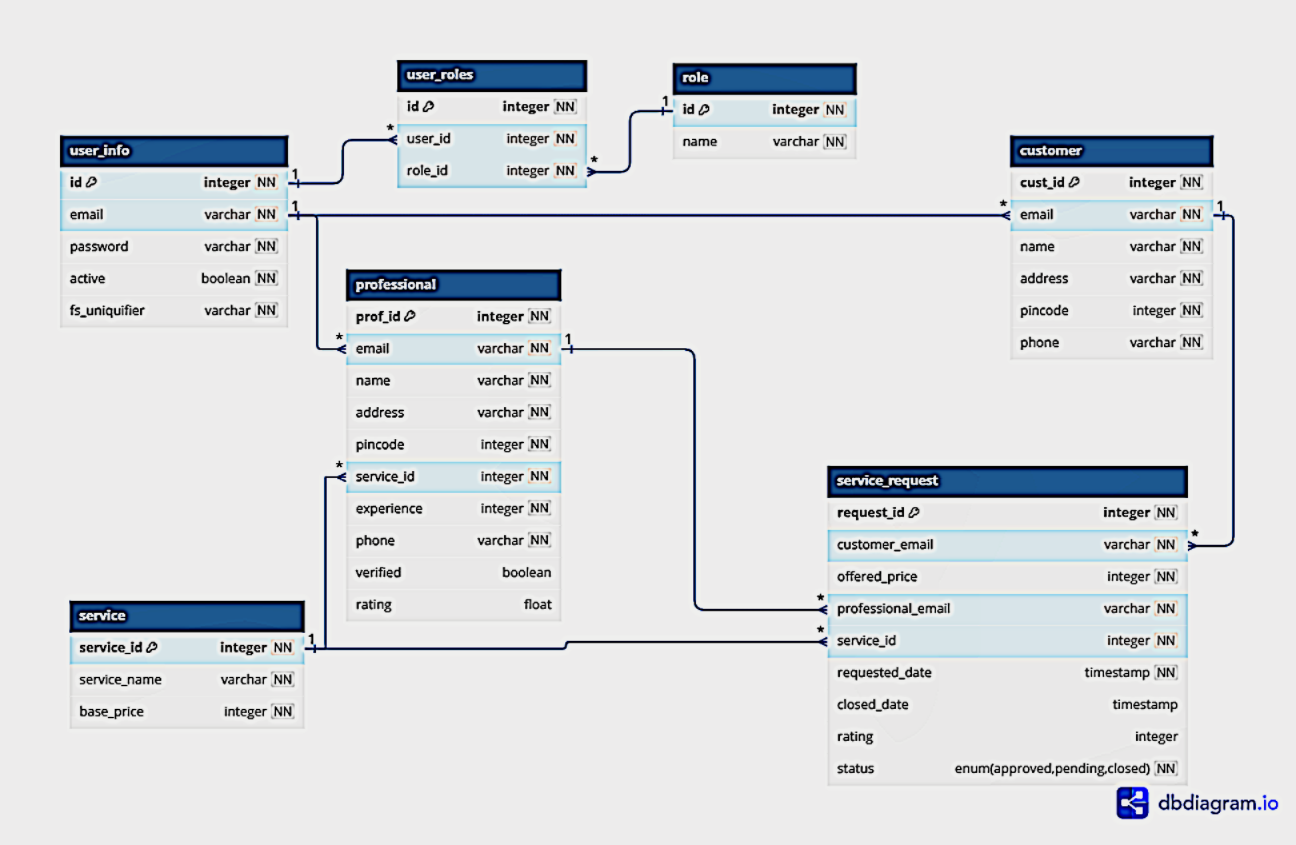 user_roles
id integer NN
user_id integer NN
role_id integer NN
role
id integer NN
name varchar NN
user_info
id integer NN
email varchar NN
password varchar NN
active boolean NN
fs_uniquifier varchar NN
customer
cust_id integer NN
email varchar NN
name varchar NN
address varchar NN
pincode integer NN
phone varchar NN
professional
prof_id integer NN
email varchar NN
name varchar NN
address varchar NN
pincode integer NN
service_id integer NN
experience integer NN
phone varchar NN
verified boolean
rating float
service_request
request_id integer NN
customer_email varchar NN
offered_price integer NN
professional_email varchar NN
service_id integer NN
requested_date timestamp NN
closed_date timestamp
rating integer
status enum(approved,pending,closed) NN
service
service_id integer NN
service_name varchar NN
base_price integer NN
1
*
1
*
1
*
*
1
*
1
*
1
*
*
dbdiagram.io